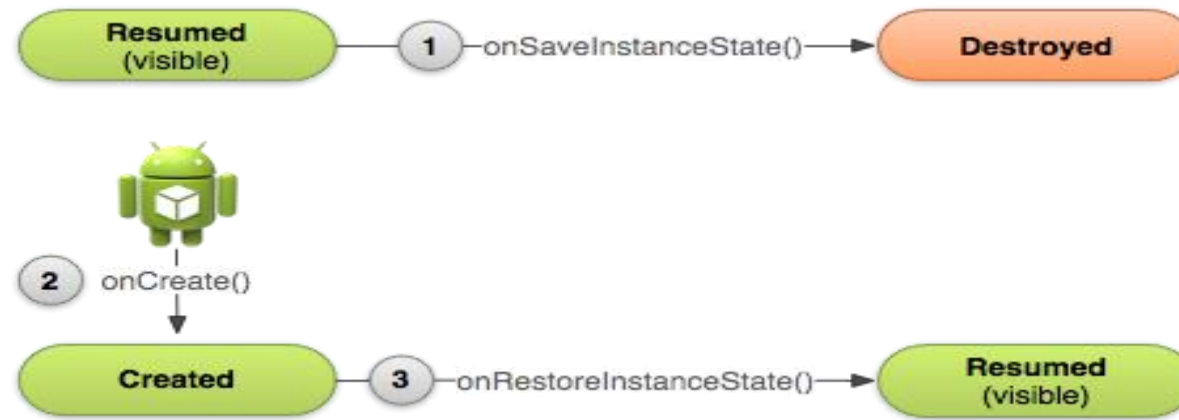 Resumed
(visible)
1
onSaveInstanceState()
Destroyed
2
onCreate()
Created
3
onRestoreInstanceState()
Resumed
(visible)